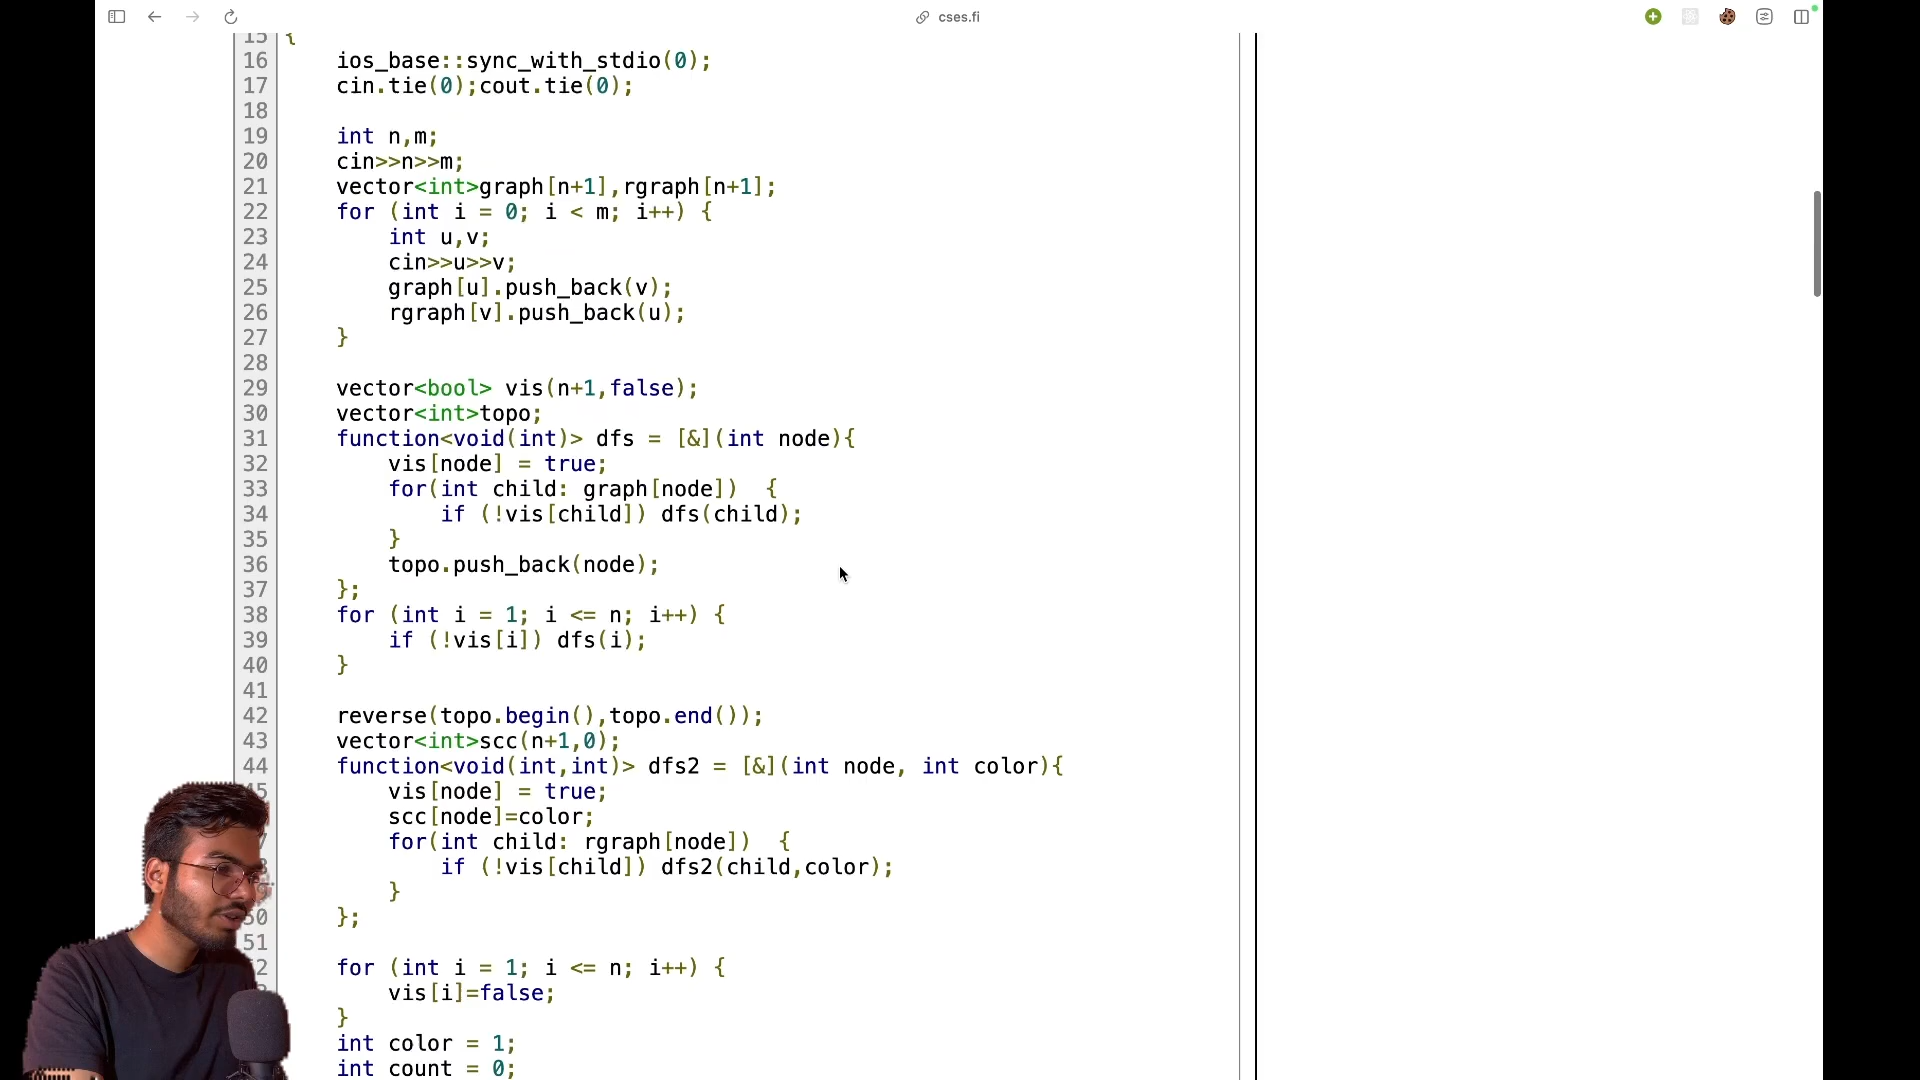 cses.fi
15 {
16 ios_base::sync_with_stdio(0);
17 cin.tie(0);cout.tie(0);
18
19 int n,m;
20 cin>>n>>m;
21 vector<int>graph[n+1],rgraph[n+1];
22 for (int i = 0; i < m; i++) {
23 int u,v;
24 cin>>u>>v;
25 graph[u].push_back(v);
26 rgraph[v].push_back(u);
27 }
28
29 vector<bool> vis(n+1,false);
30 vector<int>topo;
31 function<void(int)> dfs = [&](int node){
32 vis[node] = true;
33 for(int child: graph[node])  {
34 if (!vis[child]) dfs(child);
35 }
36 topo.push_back(node);
37 };
38 for (int i = 1; i <= n; i++) {
39 if (!vis[i]) dfs(i);
40 }
41
42 reverse(topo.begin(),topo.end());
43 vector<int>scc(n+1,0);
44 function<void(int,int)> dfs2 = [&](int node, int color){
vis[node] = true;
scc[node]=color;
for(int child: rgraph[node])  {
if (!vis[child]) dfs2(child,color);
}
50 };
51
for (int i = 1; i <= n; i++) {
vis[i]=false;
}
int color = 1;
int count = 0;